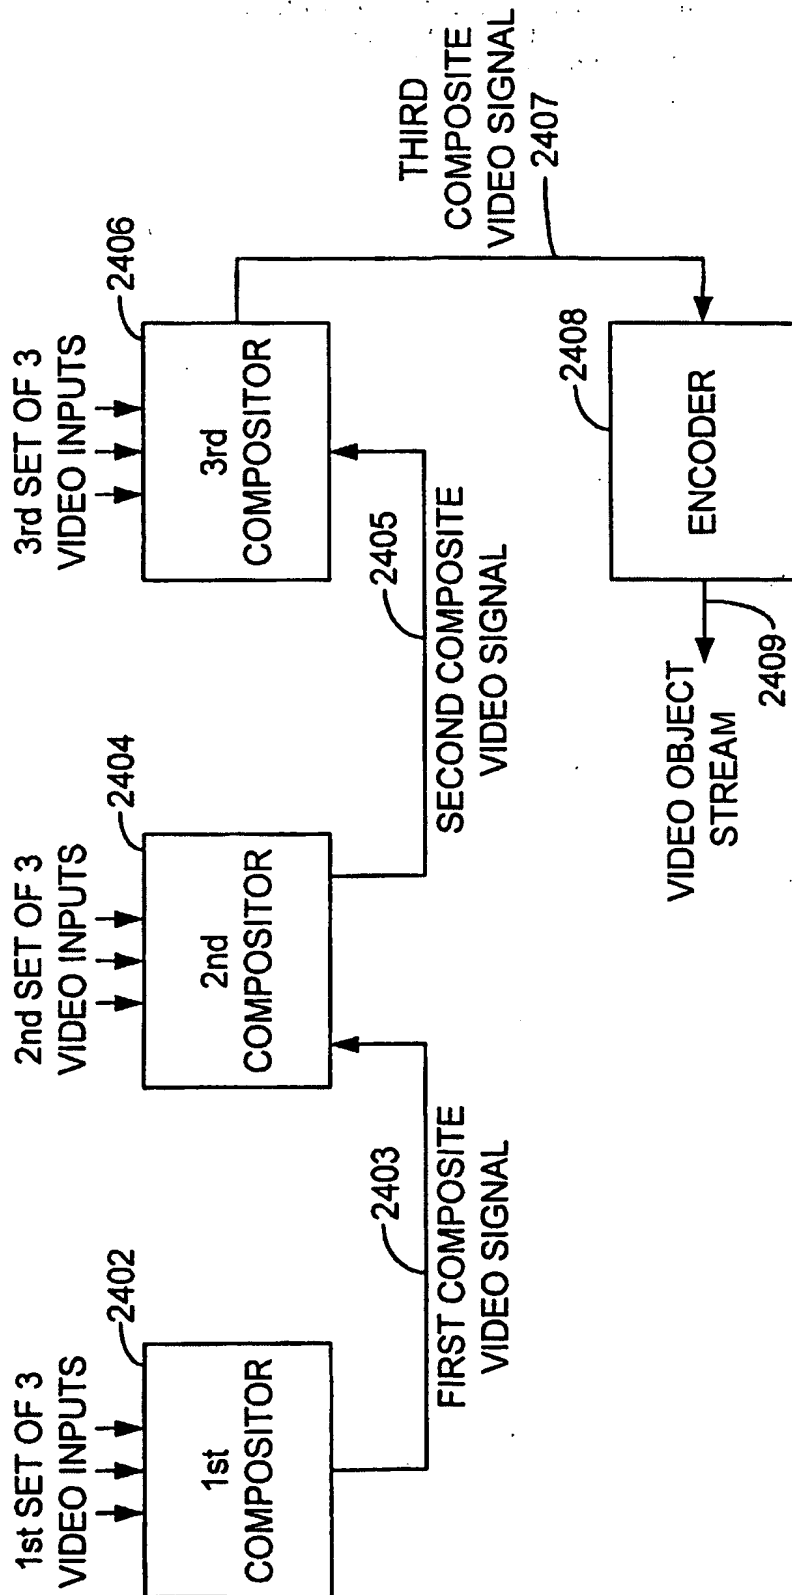 1st SET OF 3
VIDEO INPUTS
2402
1st
COMPOSITOR
2403
FIRST COMPOSITE
VIDEO SIGNAL
2nd SET OF 3
VIDEO INPUTS
2404
2nd
COMPOSITOR
2405
SECOND COMPOSITE
VIDEO SIGNAL
3rd SET OF 3
VIDEO INPUTS
2406
3rd
COMPOSITOR
THIRD
COMPOSITE
VIDEO SIGNAL
2407
2408
ENCODER
2409
VIDEO OBJECT
STREAM